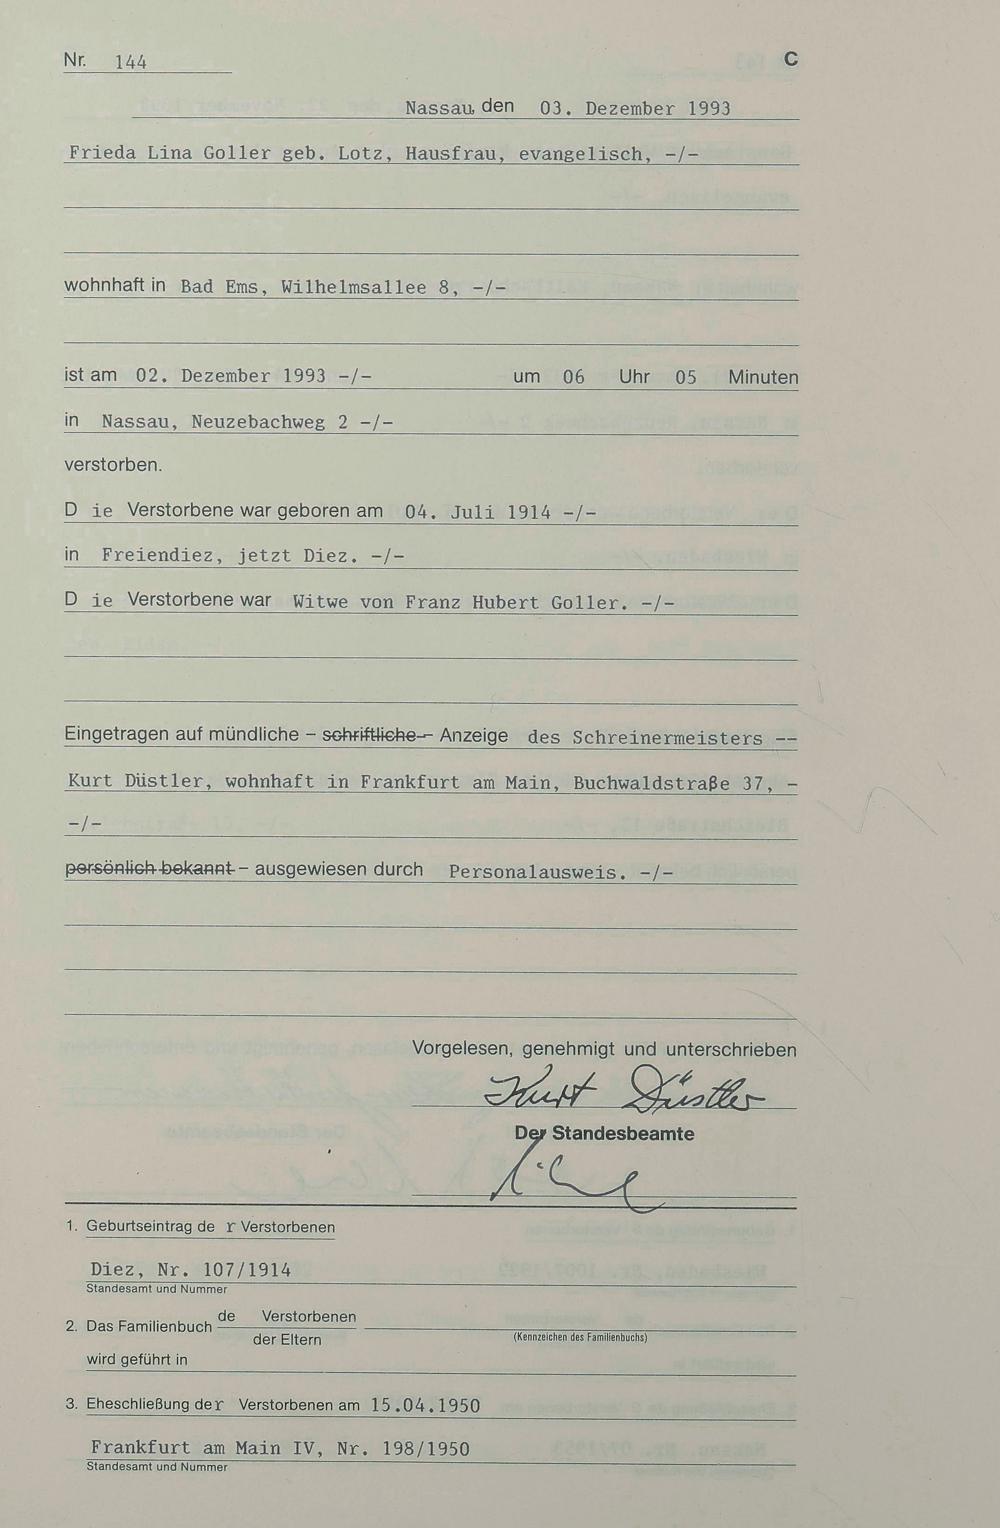 Nr. 144 C
Nassau, den 03. Dezember 1993
Frieda Lina Goller geb. Lotz, Hausfrau, evangelisch, -/-
wohnhaft in Bad Ems, Wilhelmsallee 8, -/-
ist am 02. Dezember 1993 -/- um 06 Uhr 05 Minuten
in Nassau, Neuzebachweg 2 -/-
verstorben.
D ie Verstorbene war geboren am 04. Juli 1914 -/-
in Freiendiez, jetzt Diez. -/-
D ie Verstorbene war Witwe von Franz Hubert Goller. -/-
Eingetragen auf mündliche – schriftliche – Anzeige des Schreinermeisters --
Kurt Düstler, wohnhaft in Frankfurt am Main, Buchwaldstraße 37, -
-/-
persönlich bekannt – ausgewiesen durch Personalausweis. -/-
Vorgelesen, genehmigt und unterschrieben
Kurt Düstler
Der Standesbeamte
1. Geburtseintrag de r Verstorbenen
Diez, Nr. 107/1914
Standesamt und Nummer
2. Das Familienbuch de Verstorbenen
der Eltern (Kennzeichen des Familienbuchs)
wird geführt in
3. Eheschließung der Verstorbenen am 15.04.1950
Frankfurt am Main IV, Nr. 198/1950
Standesamt und Nummer